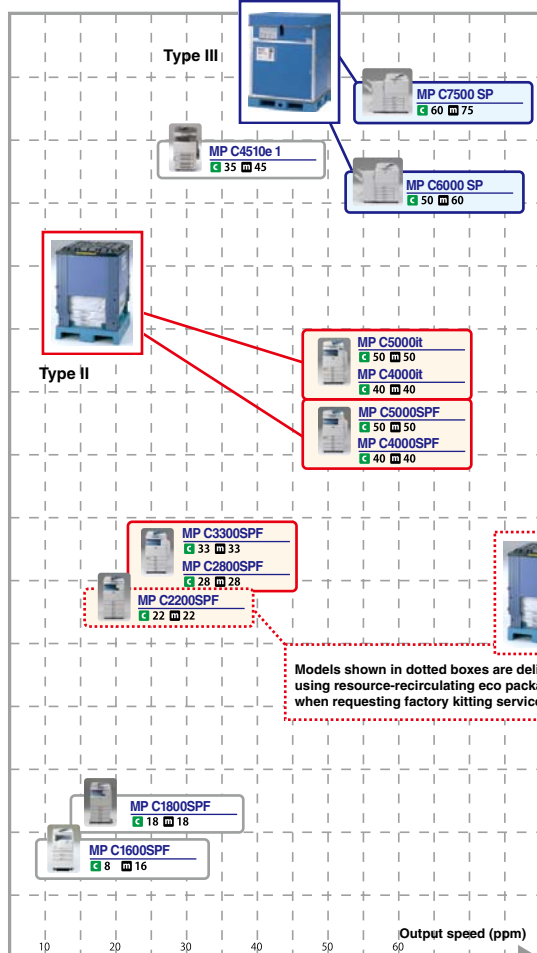 Type III
MP C7500 SP
C 60 m 75
MP C4510e 1
C 35 m 45
MP C6000 SP
C 50 m 60
Type II
MP C5000it
C 50 m 50
MP C4000it
C 40 m 40
MP C5000SPF
C 50 m 50
MP C4000SPF
C 40 m 40
MP C3300SPF
C 33 m 33
MP C2800SPF
C 28 m 28
MP C2200SPF
C 22 m 22
Models shown in dotted boxes are deli
using resource-recirculating eco packa
when requesting factory kitting service
MP C1800SPF
C 18 m 18
MP C1600SPF
C 8 m 16
Output speed (ppm)
10 20 30 40 50 60